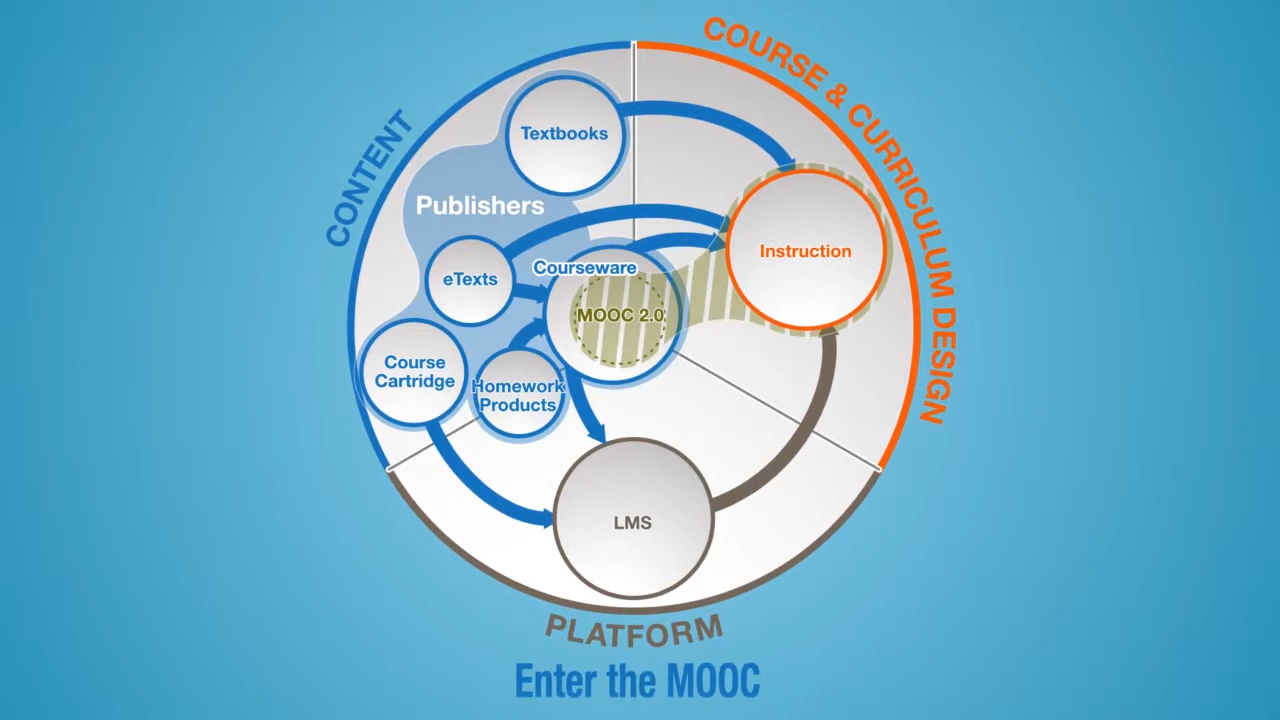 COURSE & CURRICULUM DESIGN
CONTENT
Textbooks
Publishers
Instruction
Courseware
eTexts
MOOC 2.0
Course
Cartridge
Homework
Products
LMS
PLATFORM
Enter the MOOC